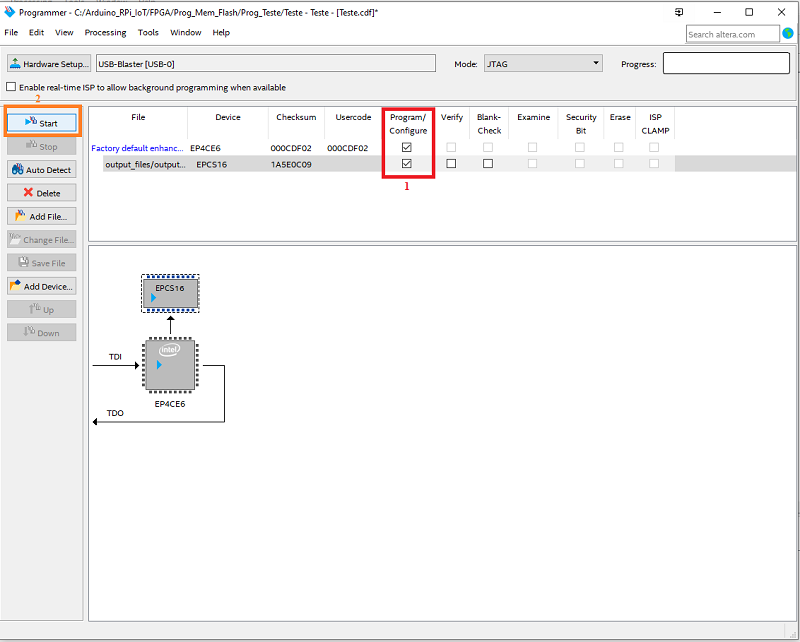 Programmer - C:/Arduino_RPi_IoT/FPGA/Prog_Mem_Flash/Prog_Teste/Teste - Teste - [Teste.cdf]*
File Edit View Processing Tools Window Help
Search altera.com
Hardware Setup... USB-Blaster [USB-0] Mode: JTAG Progress:
Enable real-time ISP to allow background programming when available
2
Start
Stop
Auto Detect
Delete
Add File...
Change File...
Save File
Add Device...
Up
Down
File Device Checksum Usercode Program/ Configure Verify Blank- Check Examine Security Bit Erase ISP CLAMP
Factory default enhanc... EP4CE6 000CDF02 000CDF02
output_files/output... EPCS16 1A5E0C09
1
EPCS16
intel
TDI
EP4CE6
TDO